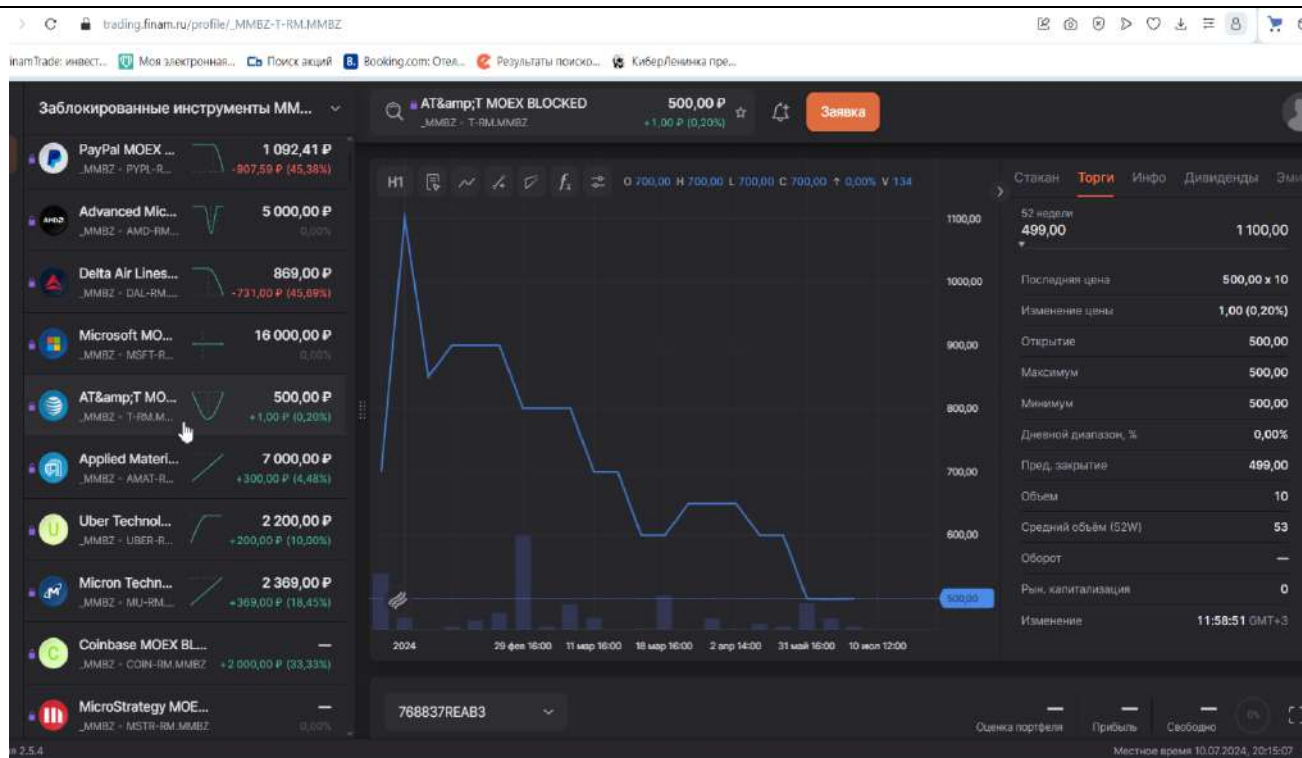 trading.finam.ru/profile/_MMBZ-T-RM.MMBZ
inamTrade: инвест... Моя электронная... Поиск акций Booking.com: Отел... Результаты поиско... КиберЛенинка пре...
Заблокированные инструменты MM...
AT&amp;T MOEX BLOCKED 500,00 ₽
_MMBZ - T-RM.MMBZ +1,00 ₽ (0,20%)
Заявка
PayPal MOEX ... 1 092,41 ₽
_MMBZ - PYPL-R... -907,59 ₽ (45,38%)
Advanced Mic... 5 000,00 ₽
_MMBZ - AMD-RM... 0,00%
Delta Air Lines... 869,00 ₽
_MMBZ - DAL-RM.... -731,00 ₽ (45,69%)
Microsoft MO... 16 000,00 ₽
_MMBZ - MSFT-R... 0,00%
AT&amp;T MO... 500,00 ₽
_MMBZ - T-RM.M... +1,00 ₽ (0,20%)
Applied Materi... 7 000,00 ₽
_MMBZ - AMAT-R... +300,00 ₽ (4,48%)
Uber Technol... 2 200,00 ₽
_MMBZ - UBER-R... +200,00 ₽ (10,00%)
Micron Techn... 2 369,00 ₽
_MMBZ - MU-RM.... +369,00 ₽ (18,45%)
Coinbase MOEX BL... —
_MMBZ - COIN-RM.MMBZ +2 000,00 ₽ (33,33%)
MicroStrategy MOE... —
_MMBZ - MSTR-RM.MMBZ 0,00%
2.5.4
H1 O 700,00 H 700,00 L 700,00 C 700,00 0,00% V 134
1100,00
1000,00
900,00
800,00
700,00
600,00
500,00
2024 29 фев 16:00 11 мар 16:00 18 мар 16:00 2 апр 14:00 31 май 16:00 10 июл 12:00
Стакан Торги Инфо Дивиденды Эми
52 недели
499,00 1 100,00
Последняя цена 500,00 x 10
Изменение цены 1,00 (0,20%)
Открытие 500,00
Максимум 500,00
Минимум 500,00
Дневной диапазон, % 0,00%
Пред. закрытие 499,00
Объем 10
Средний объём (52W) 53
Оборот —
Рын. капитализация 0
Изменение 11:58:51 GMT+3
768837REAB3
— — — 0%
Оценка портфеля Прибыль Свободно
Местное время 10.07.2024, 20:15:07